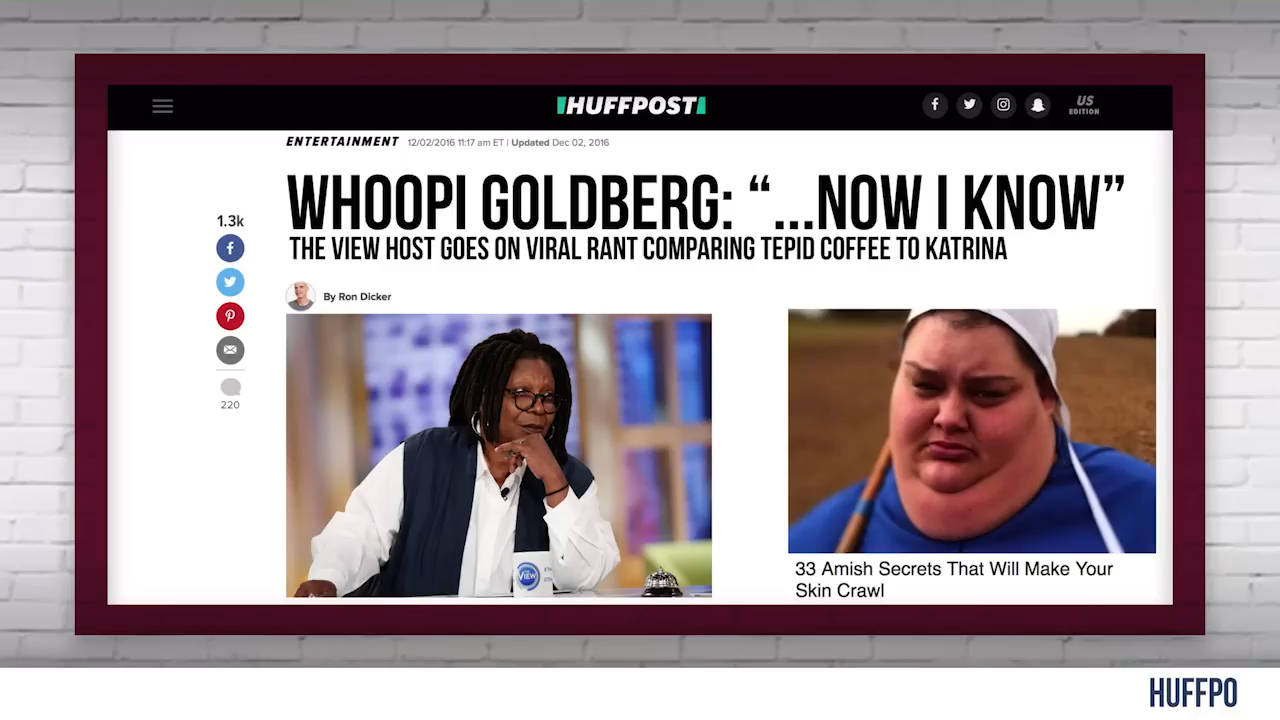 HUFFPOST
US
EDITION
ENTERTAINMENT 12/02/2016 11:17 am ET | Updated Dec 02, 2016
WHOOPI GOLDBERG: “...NOW I KNOW”
THE VIEW HOST GOES ON VIRAL RANT COMPARING TEPID COFFEE TO KATRINA
1.3k
By Ron Dicker
220
VIEW
33 Amish Secrets That Will Make Your
Skin Crawl
HUFFPO